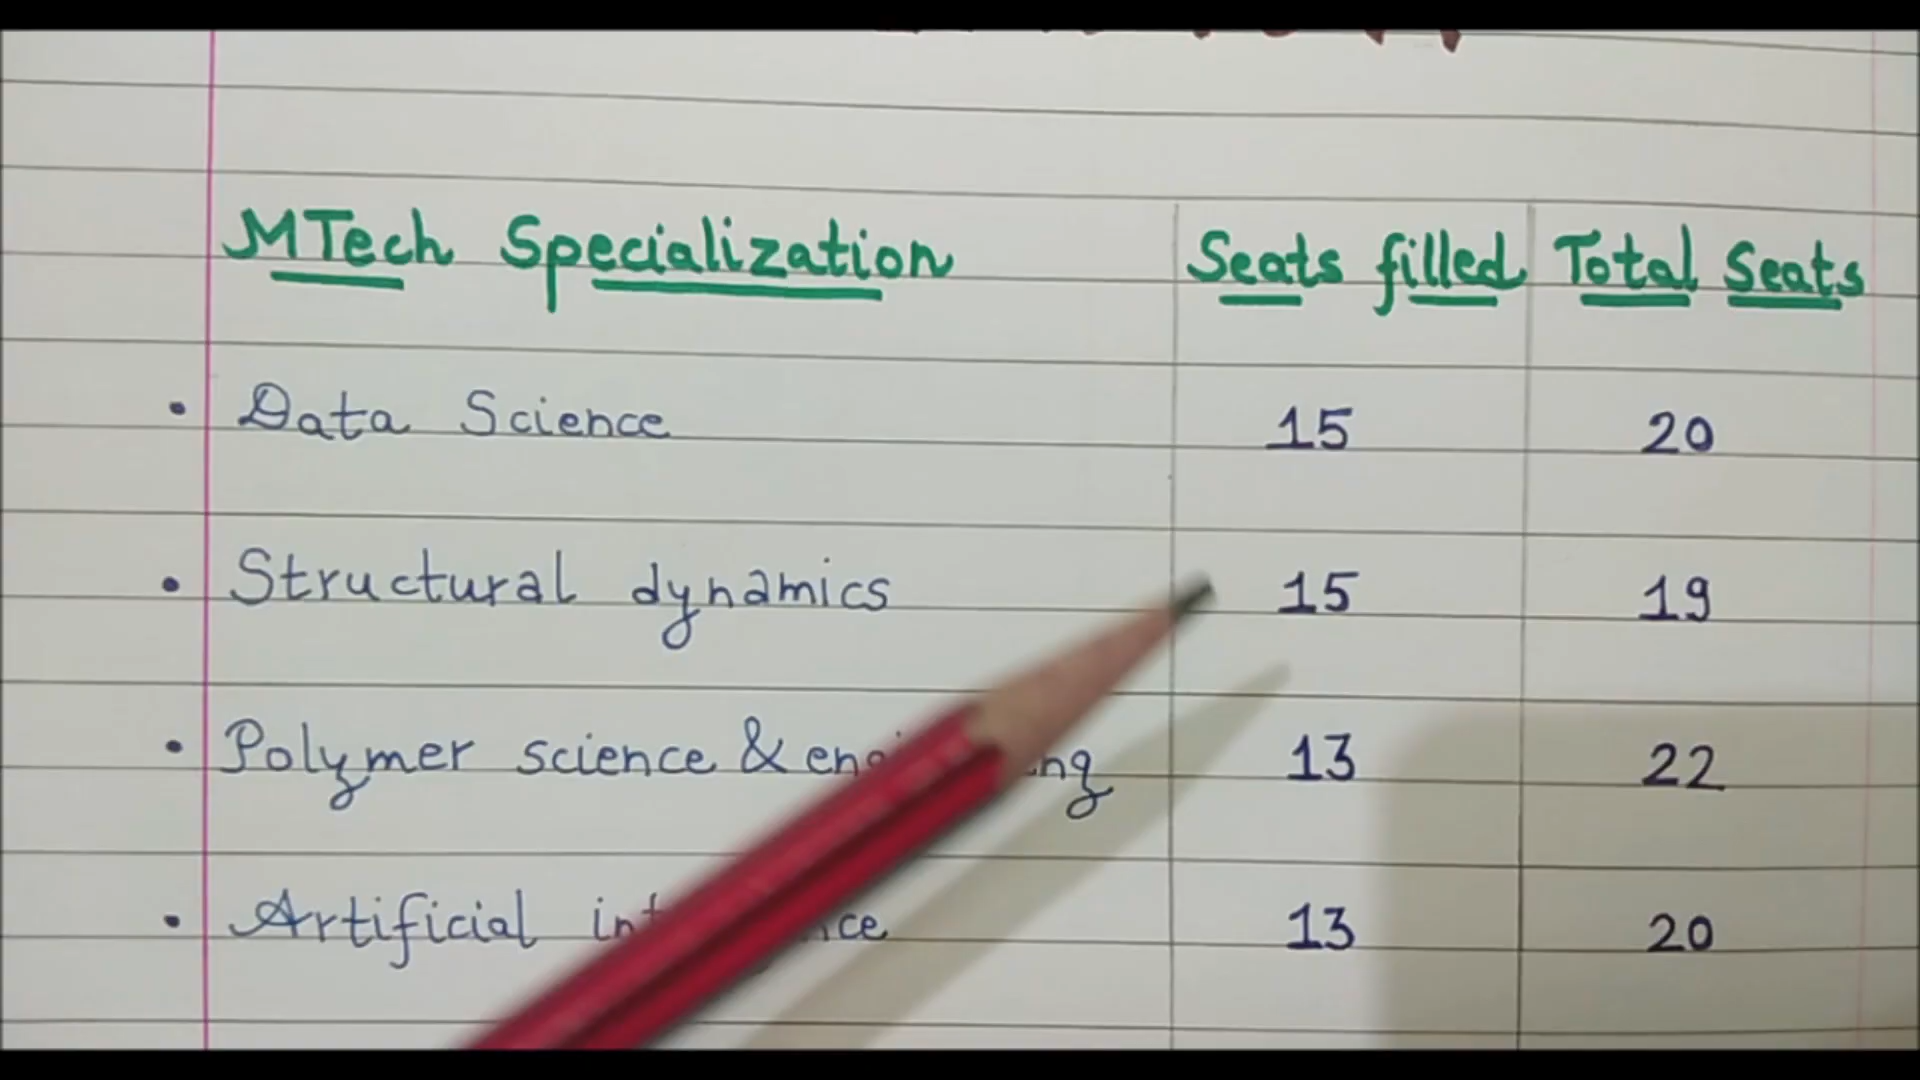 MTech Specialization Seats filled Total Seats
• Data Science 15 20
• Structural dynamics 15 19
• Polymer science & 13 22
• Artificial 13 20